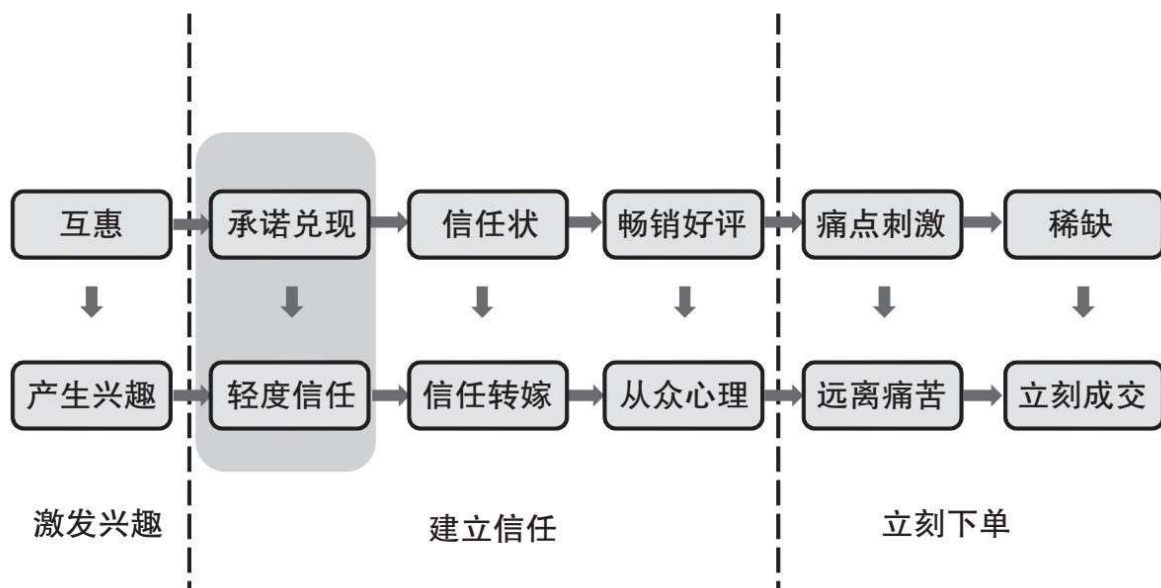 互惠
承诺兑现
信任状
畅销好评
痛点刺激
稀缺
产生兴趣
轻度信任
信任转嫁
从众心理
远离痛苦
立刻成交
激发兴趣
建立信任
立刻下单